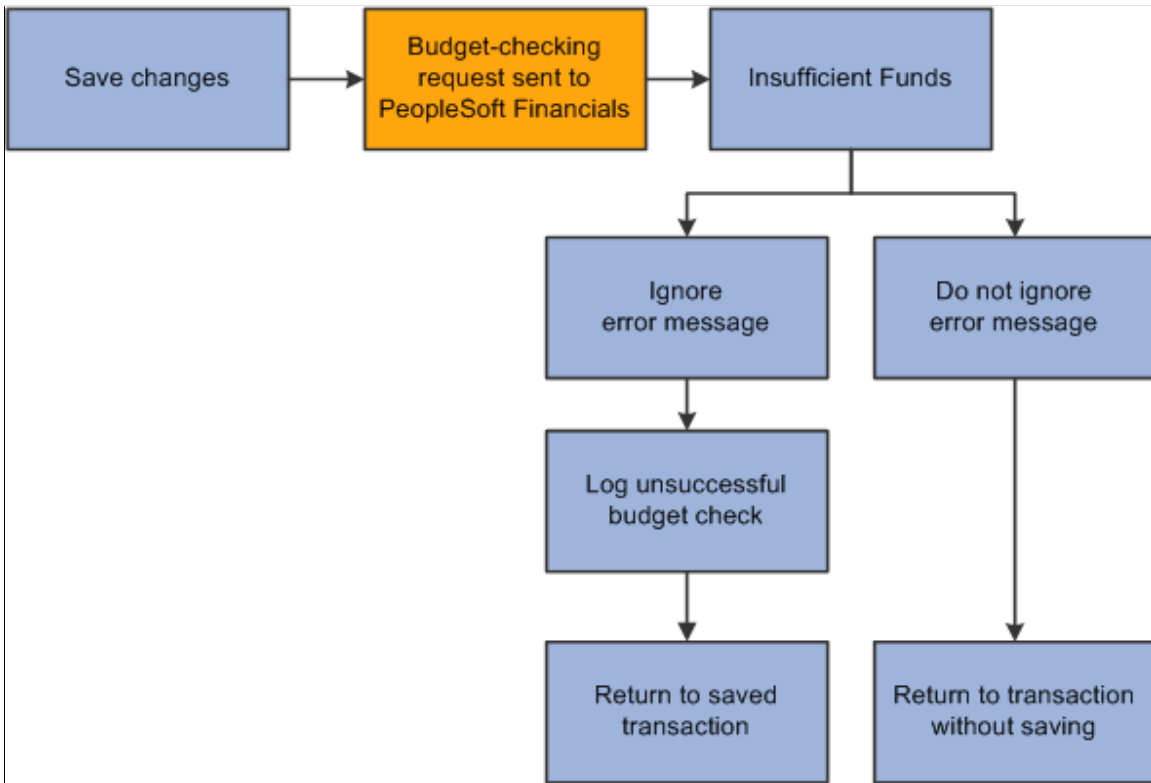 Save changes
Budget-checking
request sent to
PeopleSoft Financials
Insufficient Funds
Ignore
error message
Do not ignore
error message
Log unsuccessful
budget check
Return to saved
transaction
Return to transaction
without saving